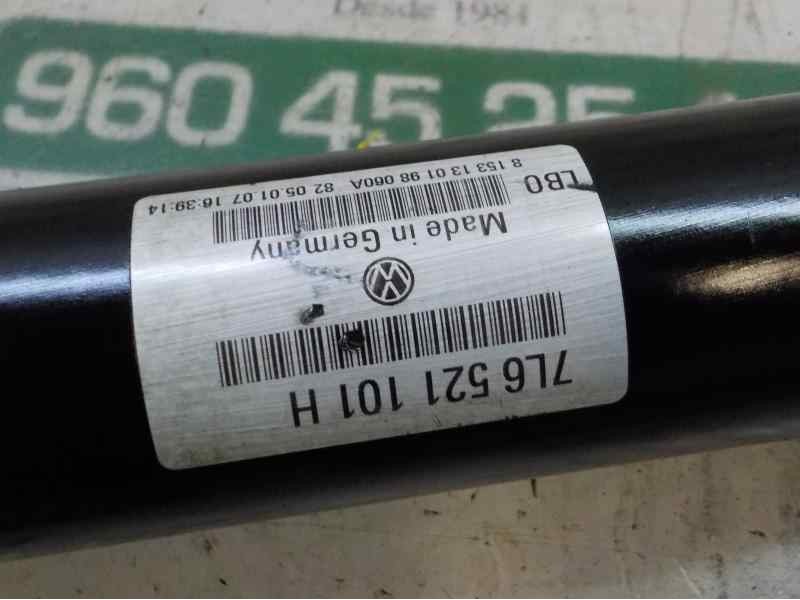 Desde 1984
960 45 25
7L6 521 101 H
Made in Germany
LBO
8 153 13 01 98 060A 82 05.01.07 16:39:14